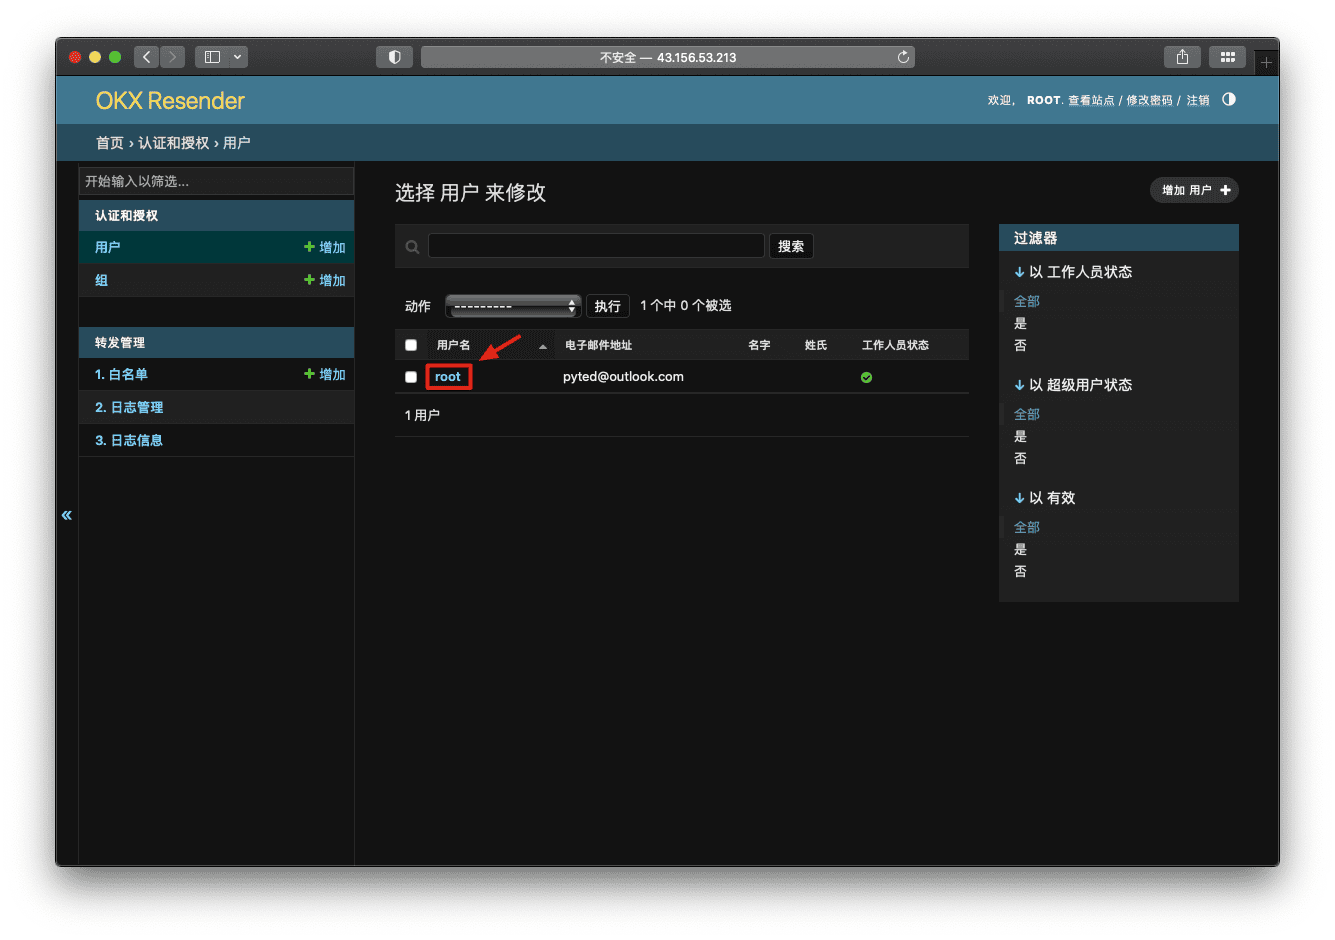 不安全 — 43.156.53.213
OKX Resender
欢迎， ROOT. 查看站点 / 修改密码 / 注销
首页 › 认证和授权 › 用户
开始输入以筛选...
认证和授权
用户 增加
组 增加
转发管理
1. 白名单 增加
2. 日志管理
3. 日志信息
«
选择 用户 来修改
增加 用户
搜索
动作 --------- 执行 1 个中 0 个被选
用户名 电子邮件地址 名字 姓氏 工作人员状态
root pyted@outlook.com
1 用户
过滤器
↓ 以 工作人员状态
全部
是
否
↓ 以 超级用户状态
全部
是
否
↓ 以 有效
全部
是
否